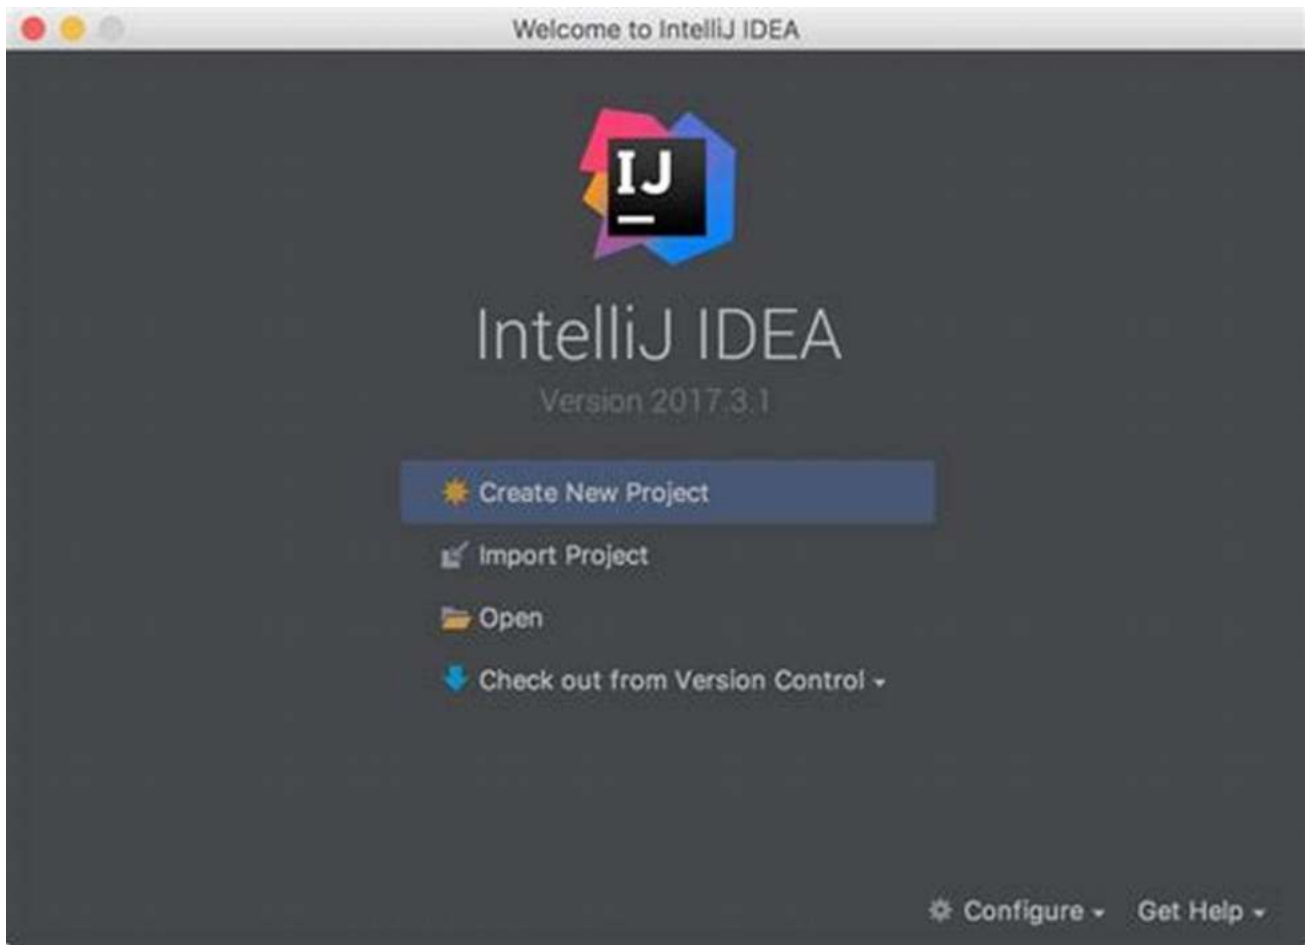 Welcome to IntelliJ IDEA
IJ
IntelliJ IDEA
Version 2017.3.1
Create New Project
Import Project
Open
Check out from Version Control
Configure Get Help